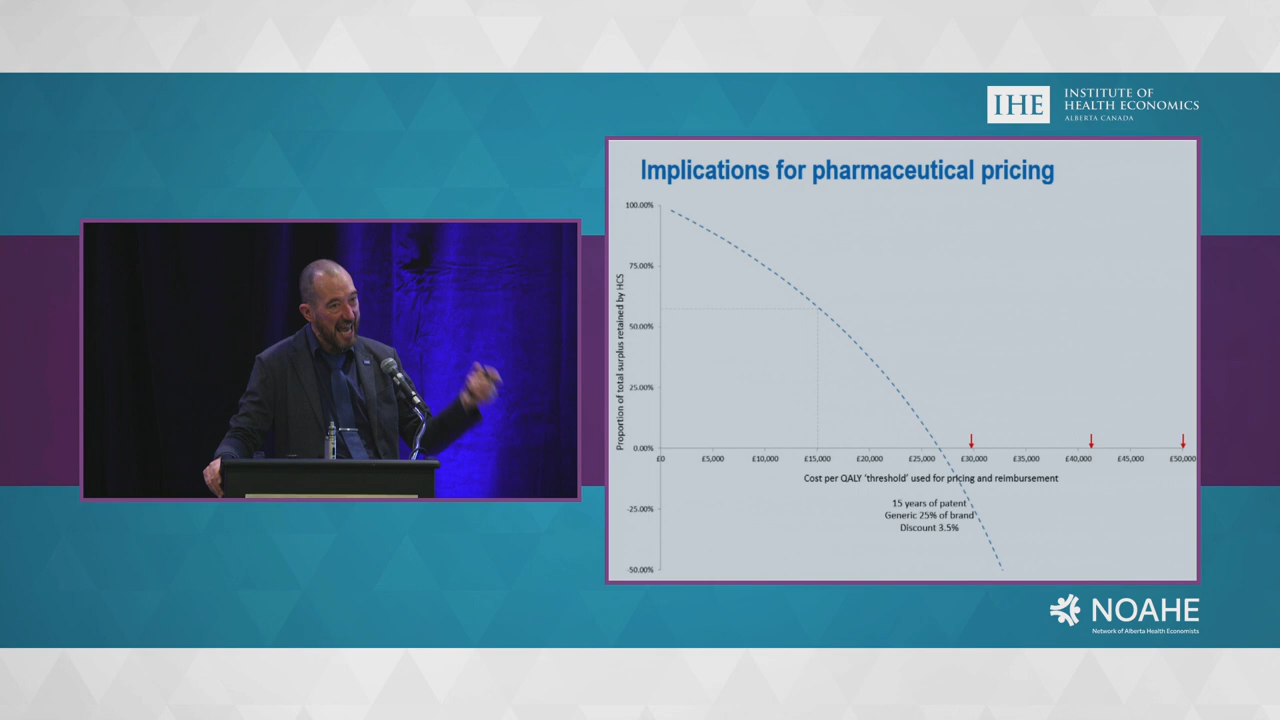 IHE
INSTITUTE OF
HEALTH ECONOMICS
ALBERTA CANADA
Implications for pharmaceutical pricing
Proportion of total surplus retained by HCS
100.00%
75.00%
50.00%
25.00%
0.00%
-25.00%
-50.00%
£0
£5,000
£10,000
£15,000
£20,000
£25,000
£30,000
£35,000
£40,000
£45,000
£50,000
Cost per QALY ‘threshold’ used for pricing and reimbursement
15 years of patent
Generic 25% of brand
Discount 3.5%
NOAHE
Network of Alberta Health Economists